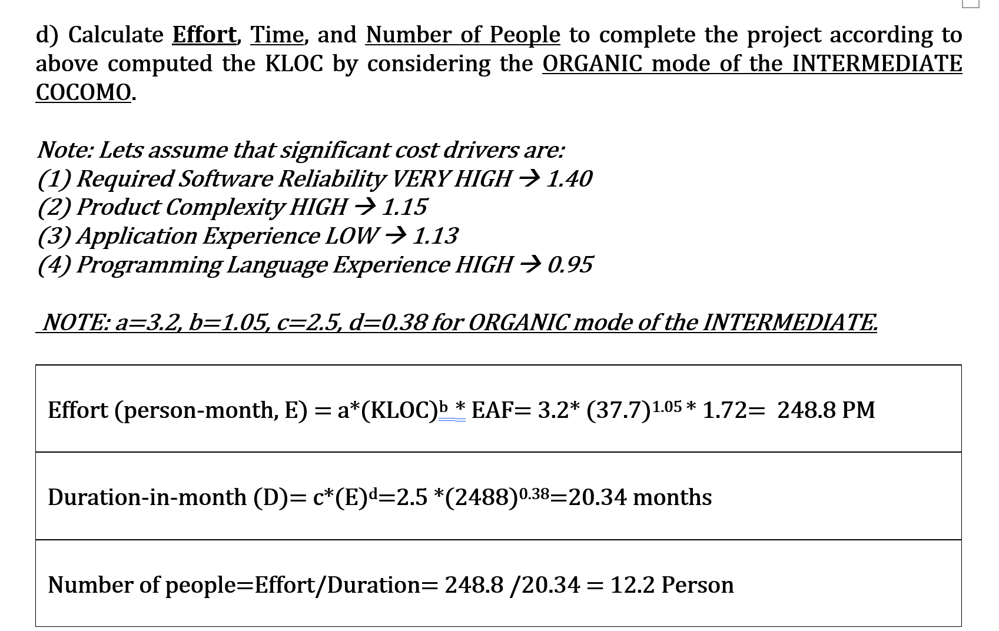 d) Calculate Effort, Time, and Number of People to complete the project according to
above computed the KLOC by considering the ORGANIC mode of the INTERMEDIATE
COCOMO.
Note: Lets assume that significant cost drivers are:
(1) Required Software Reliability VERY HIGH → 1.40
(2) Product Complexity HIGH → 1.15
(3) Application Experience LOW → 1.13
(4) Programming Language Experience HIGH → 0.95
NOTE: a=3.2, b=1.05, c=2.5, d=0.38 for ORGANIC mode of the INTERMEDIATE.
Effort (person-month, E) = a*(KLOC)ᵇ * EAF= 3.2* (37.7)¹·⁰⁵ * 1.72= 248.8 PM
Duration-in-month (D)= c*(E)ᵈ=2.5 *(2488)⁰·³⁸=20.34 months
Number of people=Effort/Duration= 248.8 /20.34 = 12.2 Person